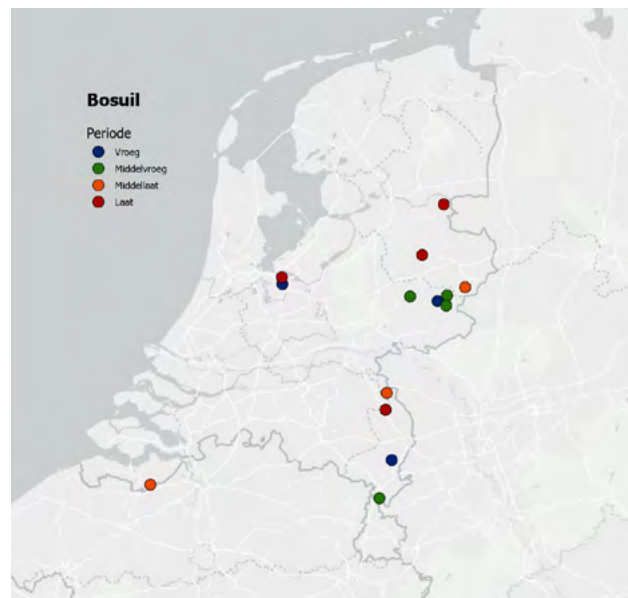 Bosuil
Periode
Vroeg
Middelvroeg
Middellaat
Laat